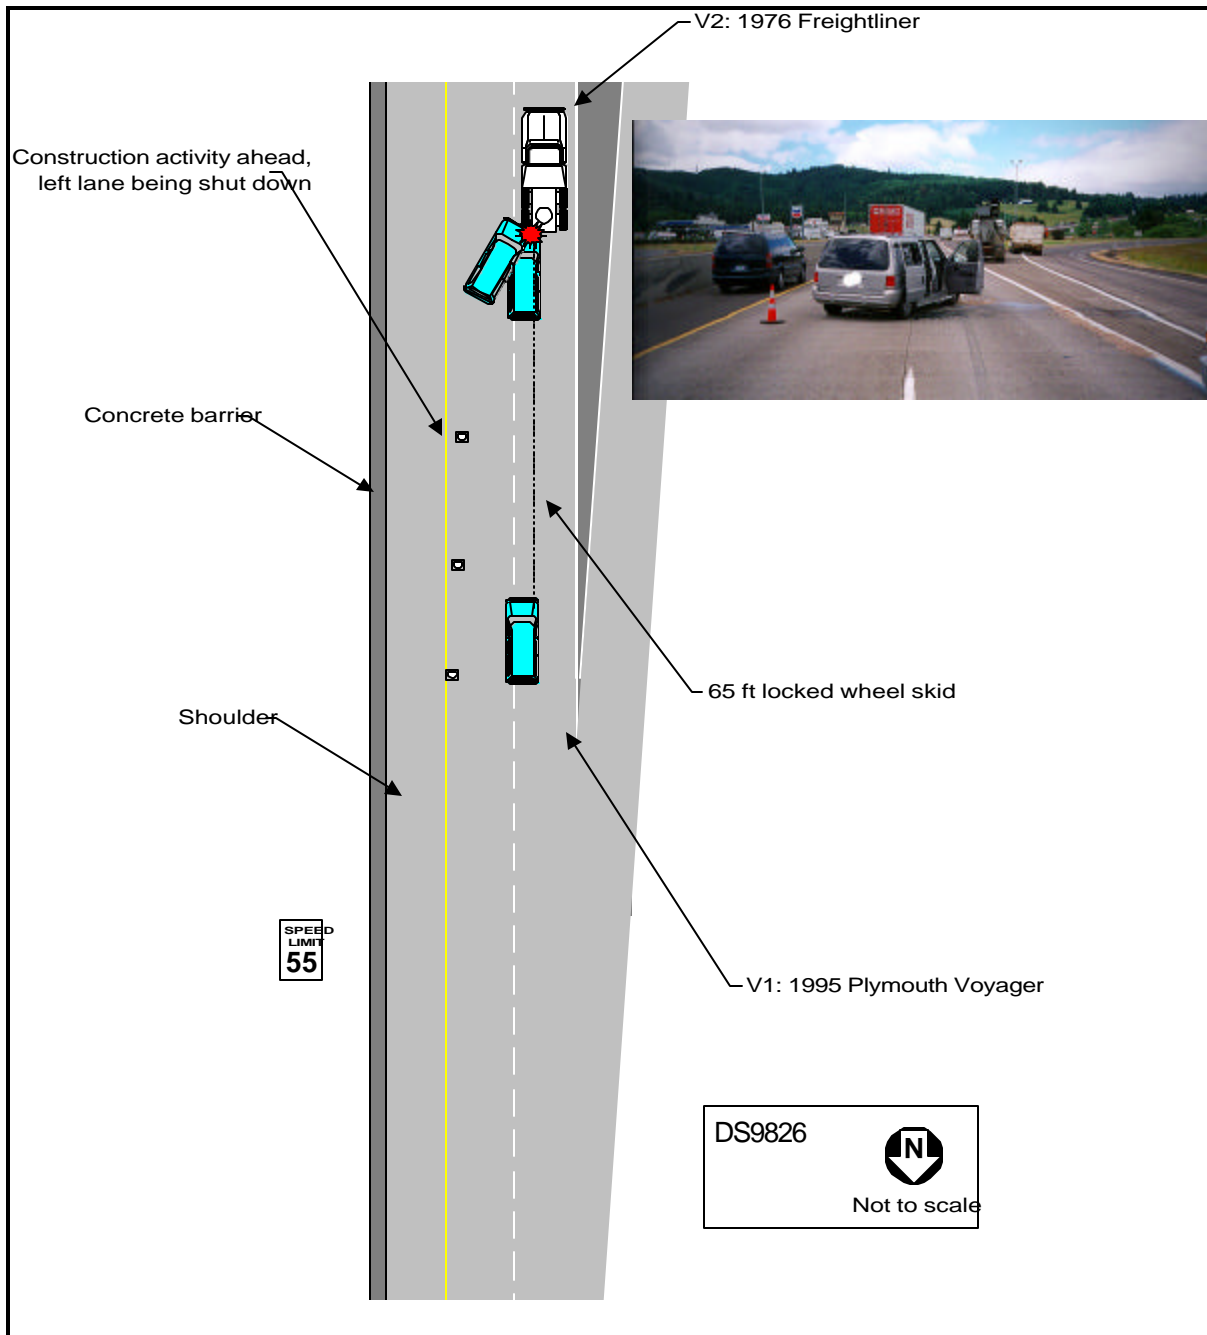 V2: 1976 Freightliner
Construction activity ahead,
left lane being shut down
Concrete barrier
65 ft locked wheel skid
Shoulder
SPEED
LIMIT
55
V1: 1995 Plymouth Voyager
DS9826
N
Not to scale